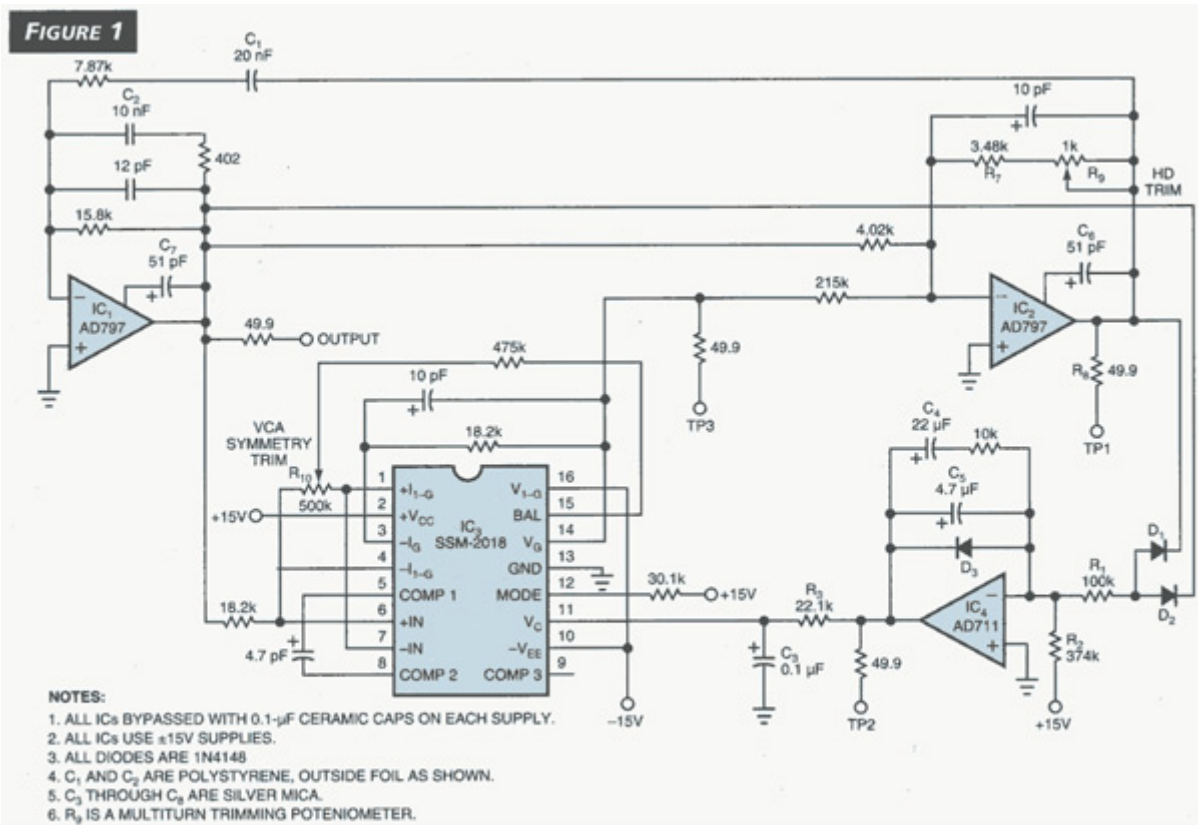 FIGURE 1
C1
20 nF
7.87k
C2
10 nF
402
12 pF
15.8k
C7
51 pF
IC1
AD797
−
+
49.9
OUTPUT
10 pF
+
3.48k
R7
1k
R9
HD
TRIM
4.02k
C6
51 pF
+
215k
IC2
AD797
−
+
49.9
TP3
R8
49.9
TP1
475k
10 pF
+
18.2k
VCA
SYMMETRY
TRIM
R10
500k
+15V
18.2k
4.7 pF
+
IC3
SSM-2018
1 +I1–G
2 +VCC
3 –IG
4 –I1–G
5 COMP 1
6 +IN
7 –IN
8 COMP 2
16 V1–G
15 BAL
14 VG
13 GND
12 MODE
11 VC
10 –VEE
9 COMP 3
30.1k
+15V
–15V
C3
0.1 µF
+
R3
22.1k
49.9
TP2
C4
22 µF
+
10k
C5
4.7 µF
+
D3
IC4
AD711
−
+
R1
100k
R2
374k
+15V
D1
D2
NOTES:
1. ALL ICs BYPASSED WITH 0.1-µF CERAMIC CAPS ON EACH SUPPLY.
2. ALL ICs USE ±15V SUPPLIES.
3. ALL DIODES ARE 1N4148
4. C1 AND C2 ARE POLYSTYRENE, OUTSIDE FOIL AS SHOWN.
5. C3 THROUGH C8 ARE SILVER MICA.
6. R9 IS A MULTITURN TRIMMING POTENIOMETER.